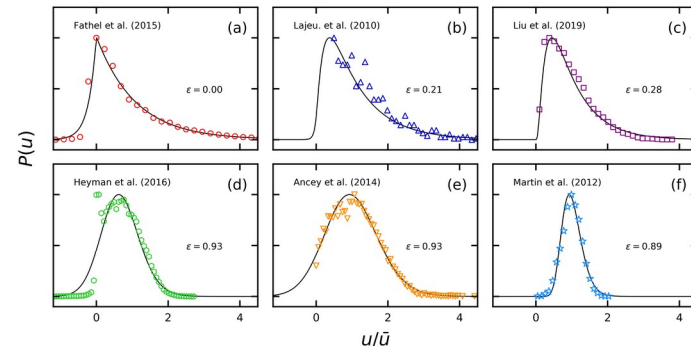 Fathel et al. (2015) (a)
ε = 0.00
Lajeu. et al. (2010) (b)
ε = 0.21
Liu et al. (2019) (c)
ε = 0.28
P(u)
Heyman et al. (2016) (d)
ε = 0.93
Ancey et al. (2014) (e)
ε = 0.93
Martin et al. (2012) (f)
ε = 0.89
0 2 4
0 2 4
0 2 4
u/ū